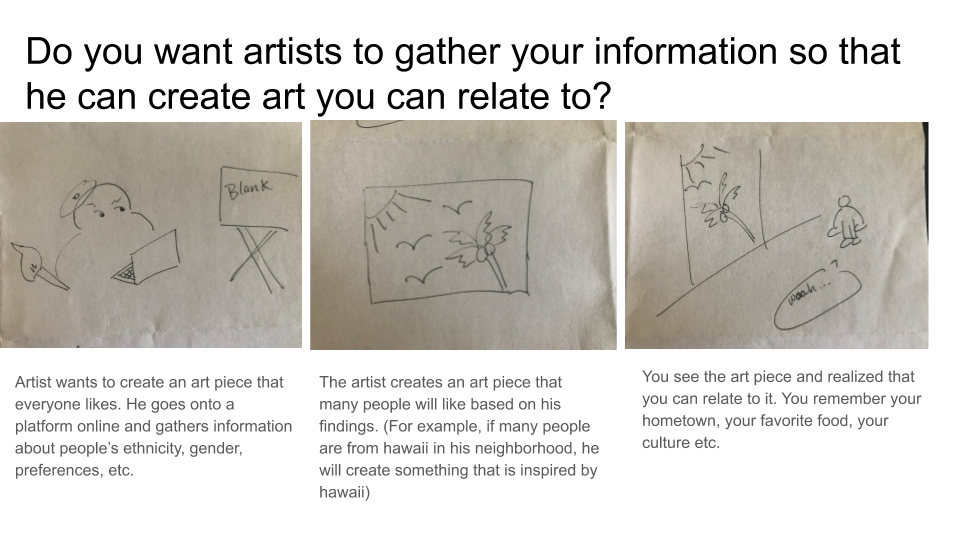 Do you want artists to gather your information so that
he can create art you can relate to?
Blank
woah...
?
Artist wants to create an art piece that
everyone likes. He goes onto a
platform online and gathers information
about people's ethnicity, gender,
preferences, etc.
The artist creates an art piece that
many people will like based on his
findings. (For example, if many people
are from hawaii in his neighborhood, he
will create something that is inspired by
hawaii)
You see the art piece and realized that
you can relate to it. You remember your
hometown, your favorite food, your
culture etc.